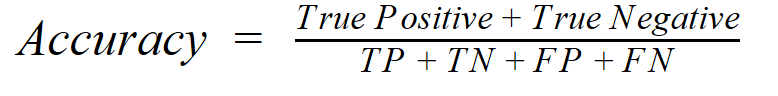 Accuracy = True Positive + True Negative
TP + TN + FP + FN